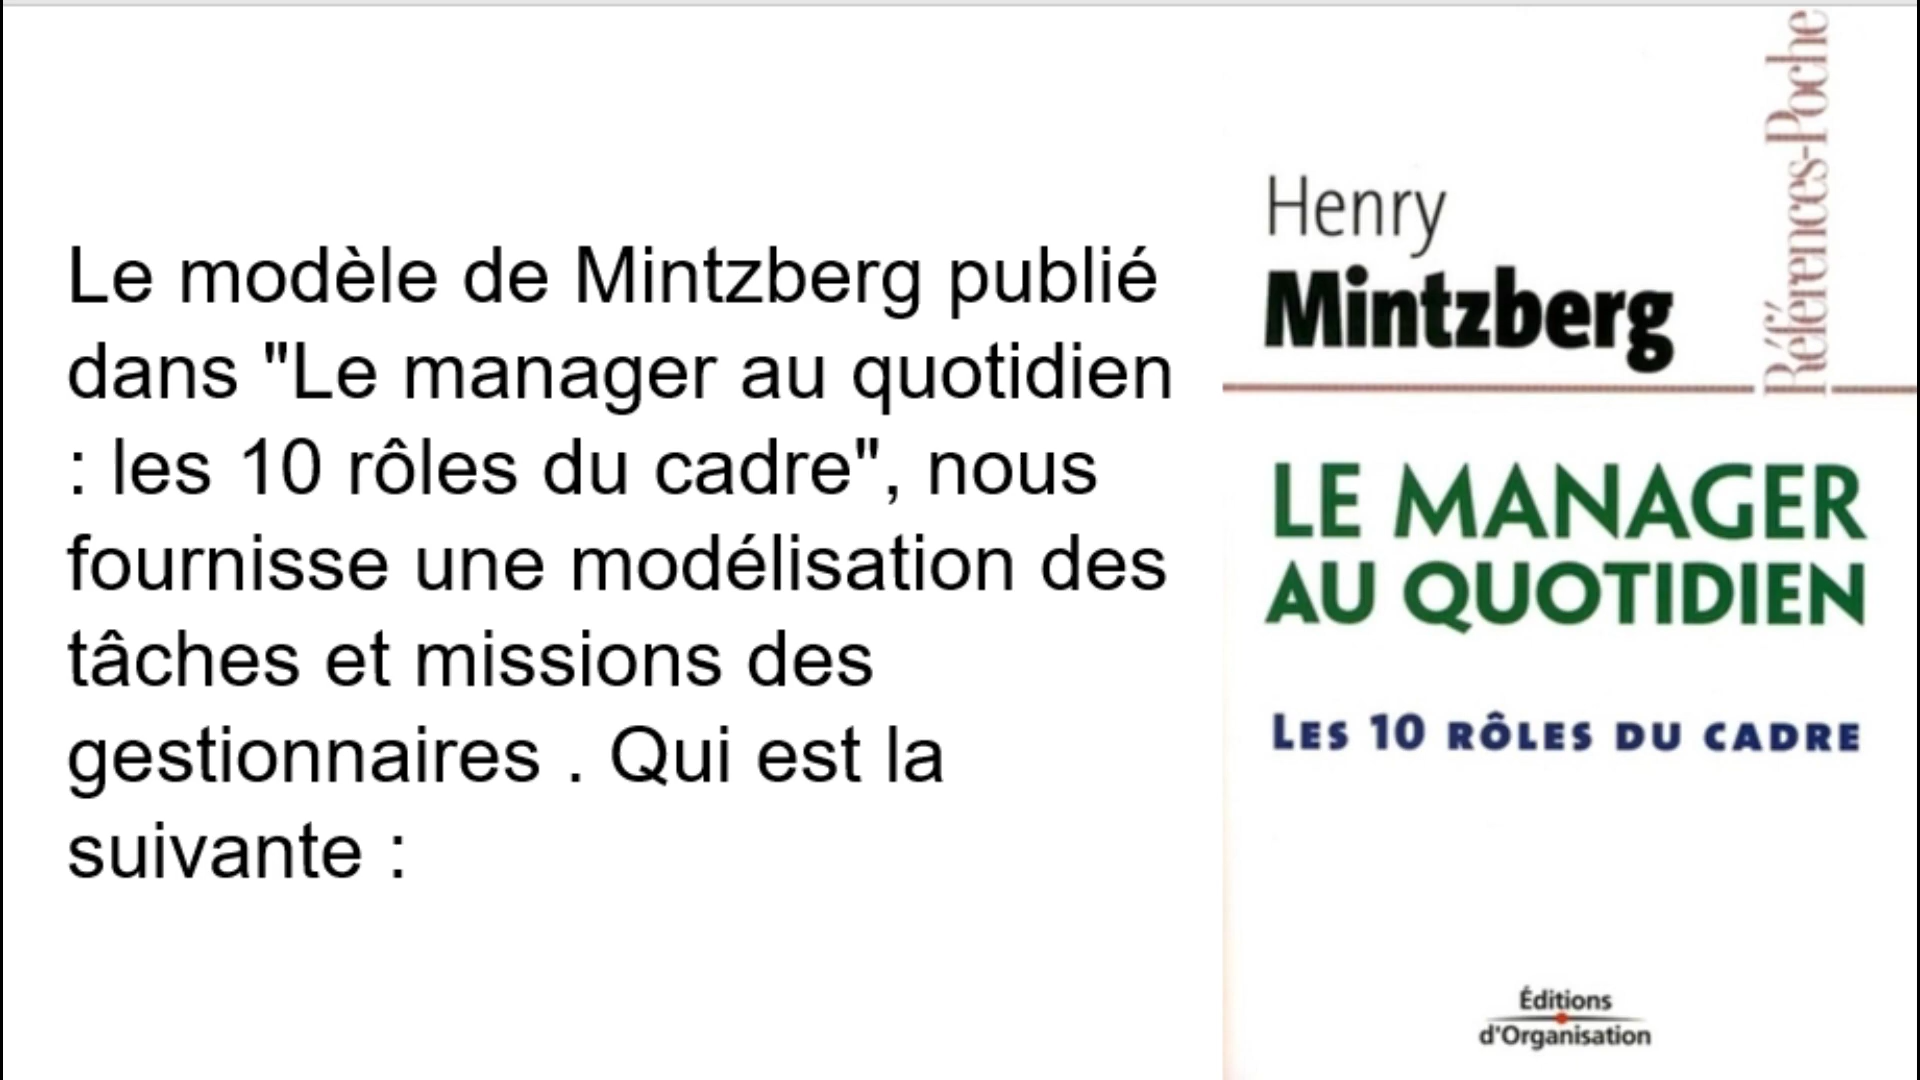 Le modèle de Mintzberg publié
dans "Le manager au quotidien
: les 10 rôles du cadre", nous
fournisse une modélisation des
tâches et missions des
gestionnaires . Qui est la
suivante :
Références-Poche
Henry
Mintzberg
LE MANAGER
AU QUOTIDIEN
LES 10 RÔLES DU CADRE
Éditions
d'Organisation